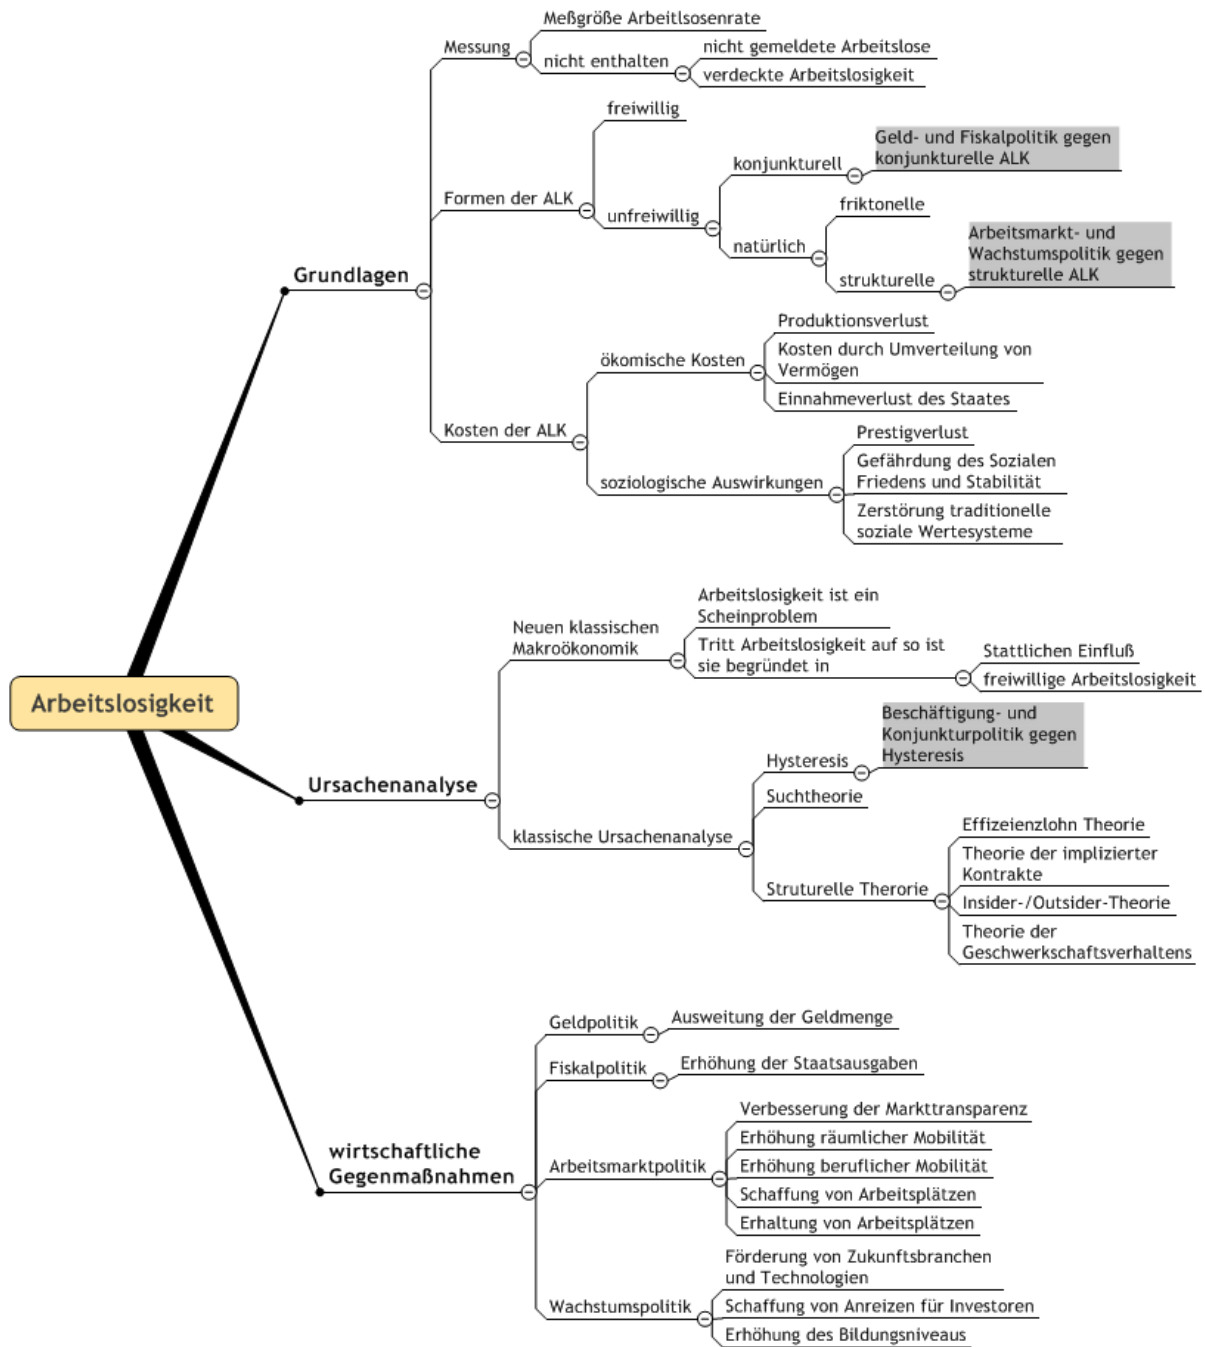 Arbeitslosigkeit
Grundlagen
Messung
Meßgröße Arbeitlsosenrate
nicht enthalten
nicht gemeldete Arbeitslose
verdeckte Arbeitslosigkeit
Formen der ALK
freiwillig
unfreiwillig
konjunkturell
Geld- und Fiskalpolitik gegen
konjunkturelle ALK
natürlich
friktonelle
strukturelle
Arbeitsmarkt- und
Wachstumspolitik gegen
strukturelle ALK
Kosten der ALK
ökomische Kosten
Produktionsverlust
Kosten durch Umverteilung von
Vermögen
Einnahmeverlust des Staates
soziologische Auswirkungen
Prestigverlust
Gefährdung des Sozialen
Friedens und Stabilität
Zerstörung traditionelle
soziale Wertesysteme
Ursachenanalyse
Neuen klassischen
Makroökonomik
Arbeitslosigkeit ist ein
Scheinproblem
Tritt Arbeitslosigkeit auf so ist
sie begründet in
Stattlichen Einfluß
freiwillige Arbeitslosigkeit
klassische Ursachenanalyse
Hysteresis
Beschäftigung- und
Konjunkturpolitik gegen
Hysteresis
Suchtheorie
Struturelle Therorie
Effizeienzlohn Theorie
Theorie der implizierter
Kontrakte
Insider-/Outsider-Theorie
Theorie der
Geschwerkschaftsverhaltens
wirtschaftliche
Gegenmaßnahmen
Geldpolitik
Ausweitung der Geldmenge
Fiskalpolitik
Erhöhung der Staatsausgaben
Arbeitsmarktpolitik
Verbesserung der Markttransparenz
Erhöhung räumlicher Mobilität
Erhöhung beruflicher Mobilität
Schaffung von Arbeitsplätzen
Erhaltung von Arbeitsplätzen
Wachstumspolitik
Förderung von Zukunftsbranchen
und Technologien
Schaffung von Anreizen für Investoren
Erhöhung des Bildungsniveaus